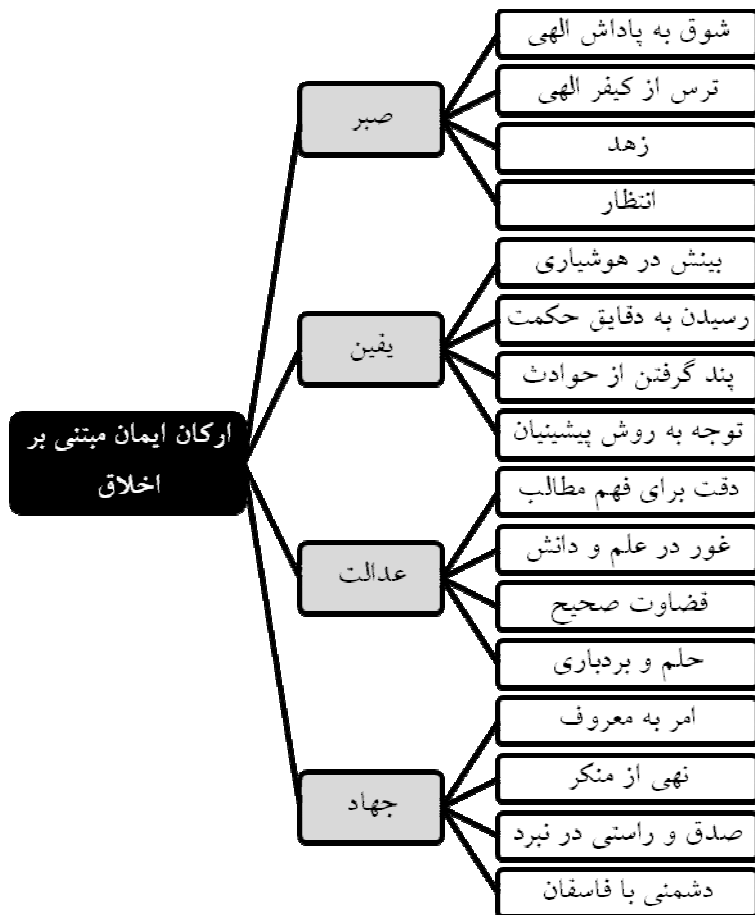 ارکان ایمان مبتنی بر
اخلاق
صبر
شوق به پاداش الهی
ترس از کیفر الهی
زهد
انتظار
یقین
بینش در هوشیاری
رسیدن به دقایق حکمت
پند گرفتن از حوادث
توجه به روش پیشینیان
عدالت
دقت برای فهم مطالب
غور در علم و دانش
قضاوت صحیح
حلم و بردباری
جهاد
امر به معروف
نهی از منکر
صدق و راستی در نبرد
دشمنی با فاسقان